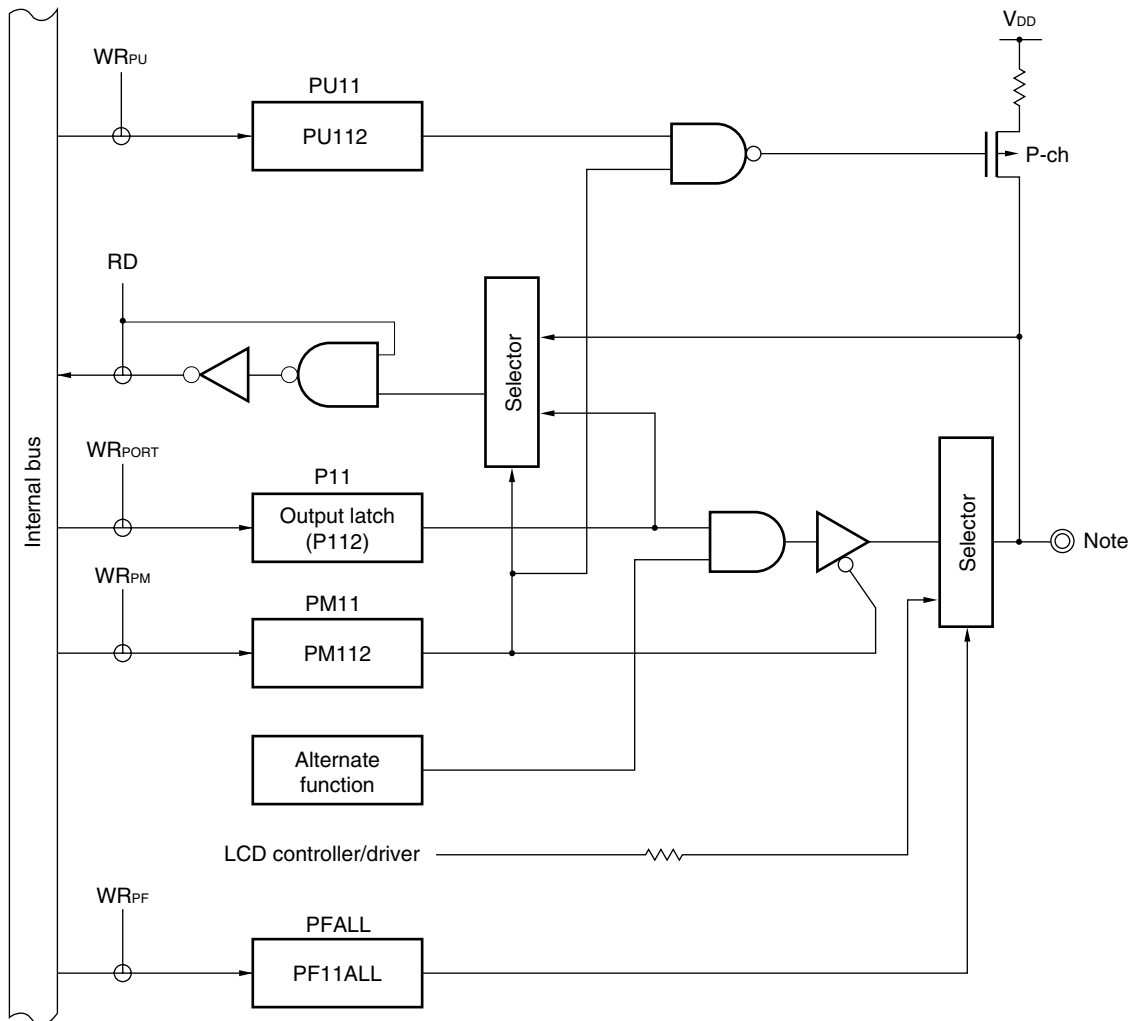 VDD
WRPU
PU11
PU112
P-ch
RD
Selector
Internal bus
WRPORT
P11
Output latch
(P112)
Selector
Note
WRPM
PM11
PM112
Alternate
function
LCD controller/driver
WRPF
PFALL
PF11ALL